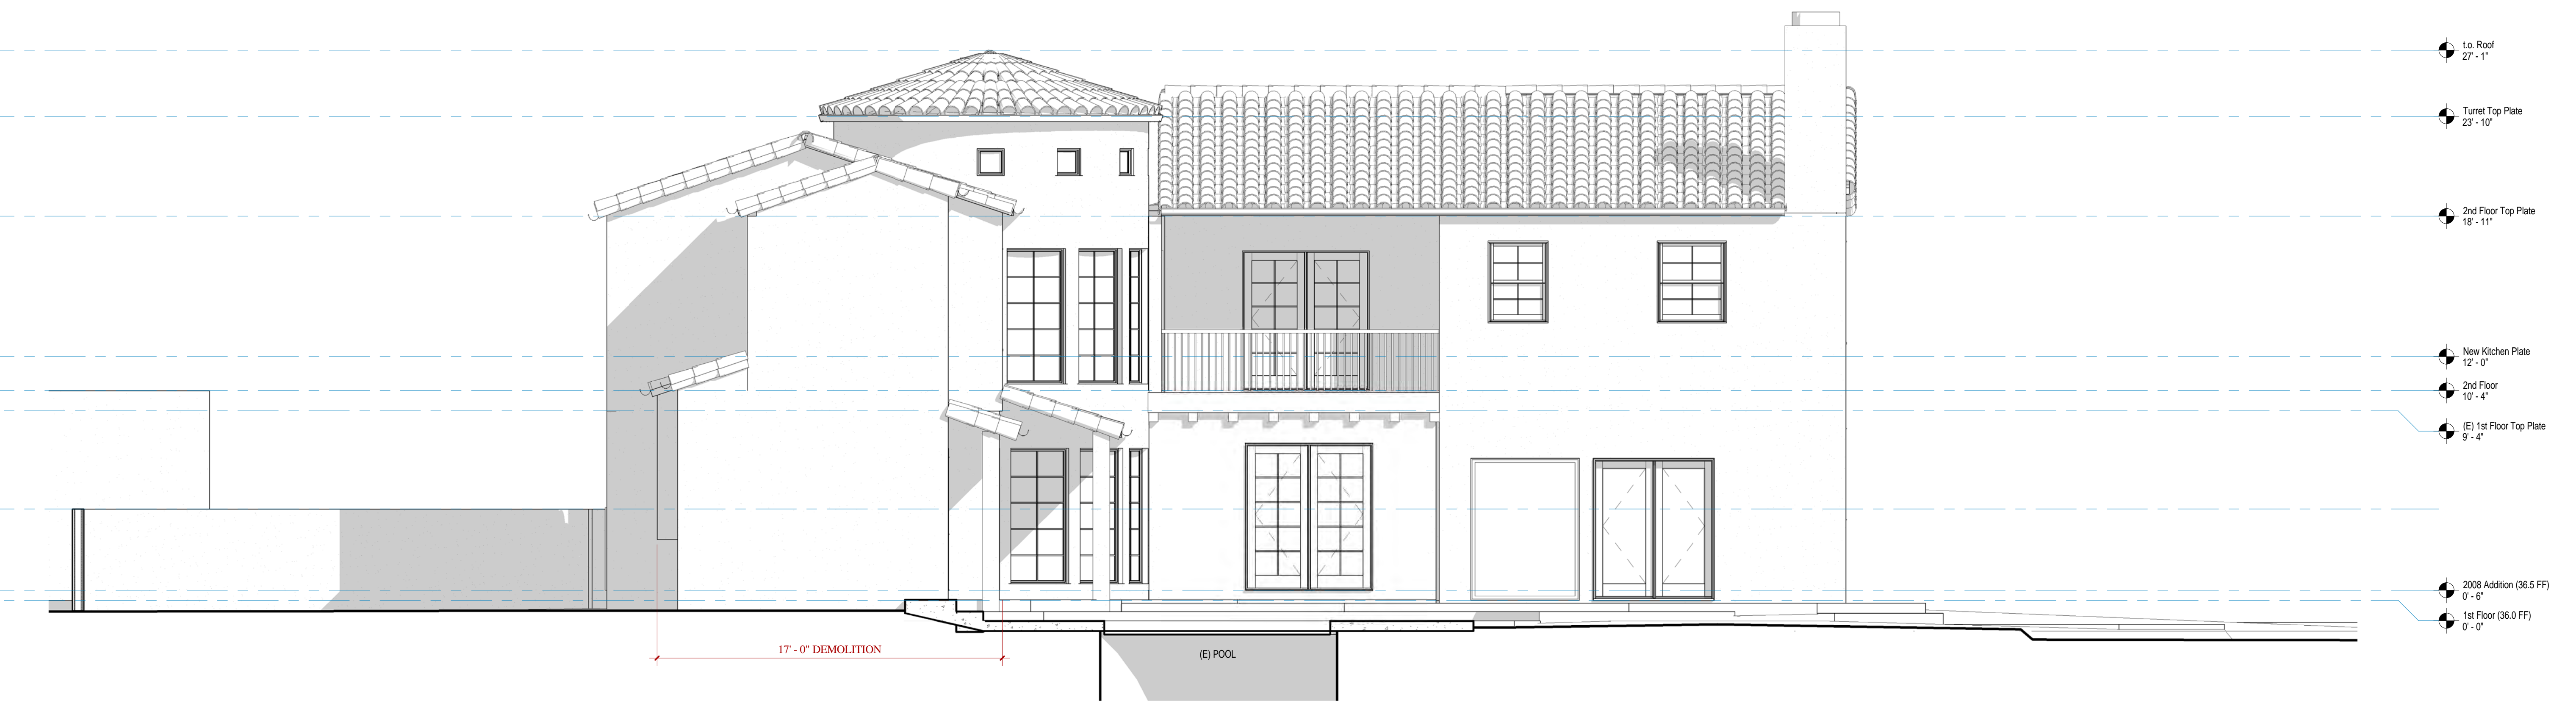 t.o. Roof
27' - 1"
Turret Top Plate
23' - 10"
2nd Floor Top Plate
18' - 11"
New Kitchen Plate
12' - 0"
2nd Floor
10' - 4"
(E) 1st Floor Top Plate
9' - 4"
2008 Addition (36.5 FF)
0' - 6"
1st Floor (36.0 FF)
0' - 0"
17' - 0" DEMOLITION
(E) POOL